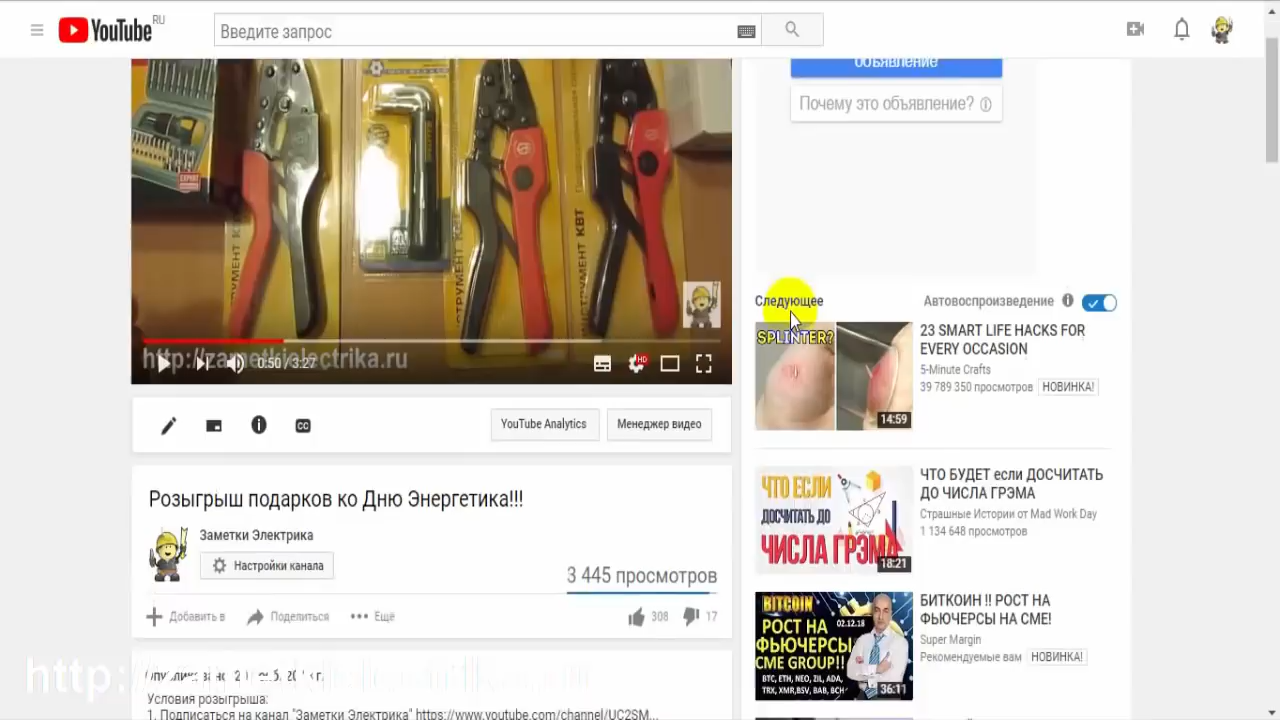 YouTube RU
Введите запрос
объявление
Почему это объявление?
http://zametkielectrika.ru
0:50 / 3:27
HD
Следующее
Автовоспроизведение
SPLINTER?
14:59
23 SMART LIFE HACKS FOR
EVERY OCCASION
5-Minute Crafts
39 789 350 просмотров
НОВИНКА!
CC
YouTube Analytics
Менеджер видео
Розыгрыш подарков ко Дню Энергетика!!!
Заметки Электрика
Настройки канала
3 445 просмотров
Добавить в
Поделиться
Ещё
308
17
ЧТО ЕСЛИ
ДОСЧИТАТЬ ДО
ЧИСЛА ГРЭМА
18:21
ЧТО БУДЕТ если ДОСЧИТАТЬ
ДО ЧИСЛА ГРЭМА
Страшные Истории от Mad Work Day
1 134 648 просмотров
BITCOIN
02.12.18
РОСТ НА
ФЬЮЧЕРСЫ
CME GROUP!!
BTC, ETH, NEO, ZIL, ADA,
TRX, XMR,BSV, BAB, BCH
36:11
БИТКОИН !! РОСТ НА
ФЬЮЧЕРСЫ НА CME!
Super Margin
Рекомендуемые вам
НОВИНКА!
Условия розыгрыша:
1. Подписаться на канал "Заметки Электрика" https://www.youtube.com/channel/UC2SM...